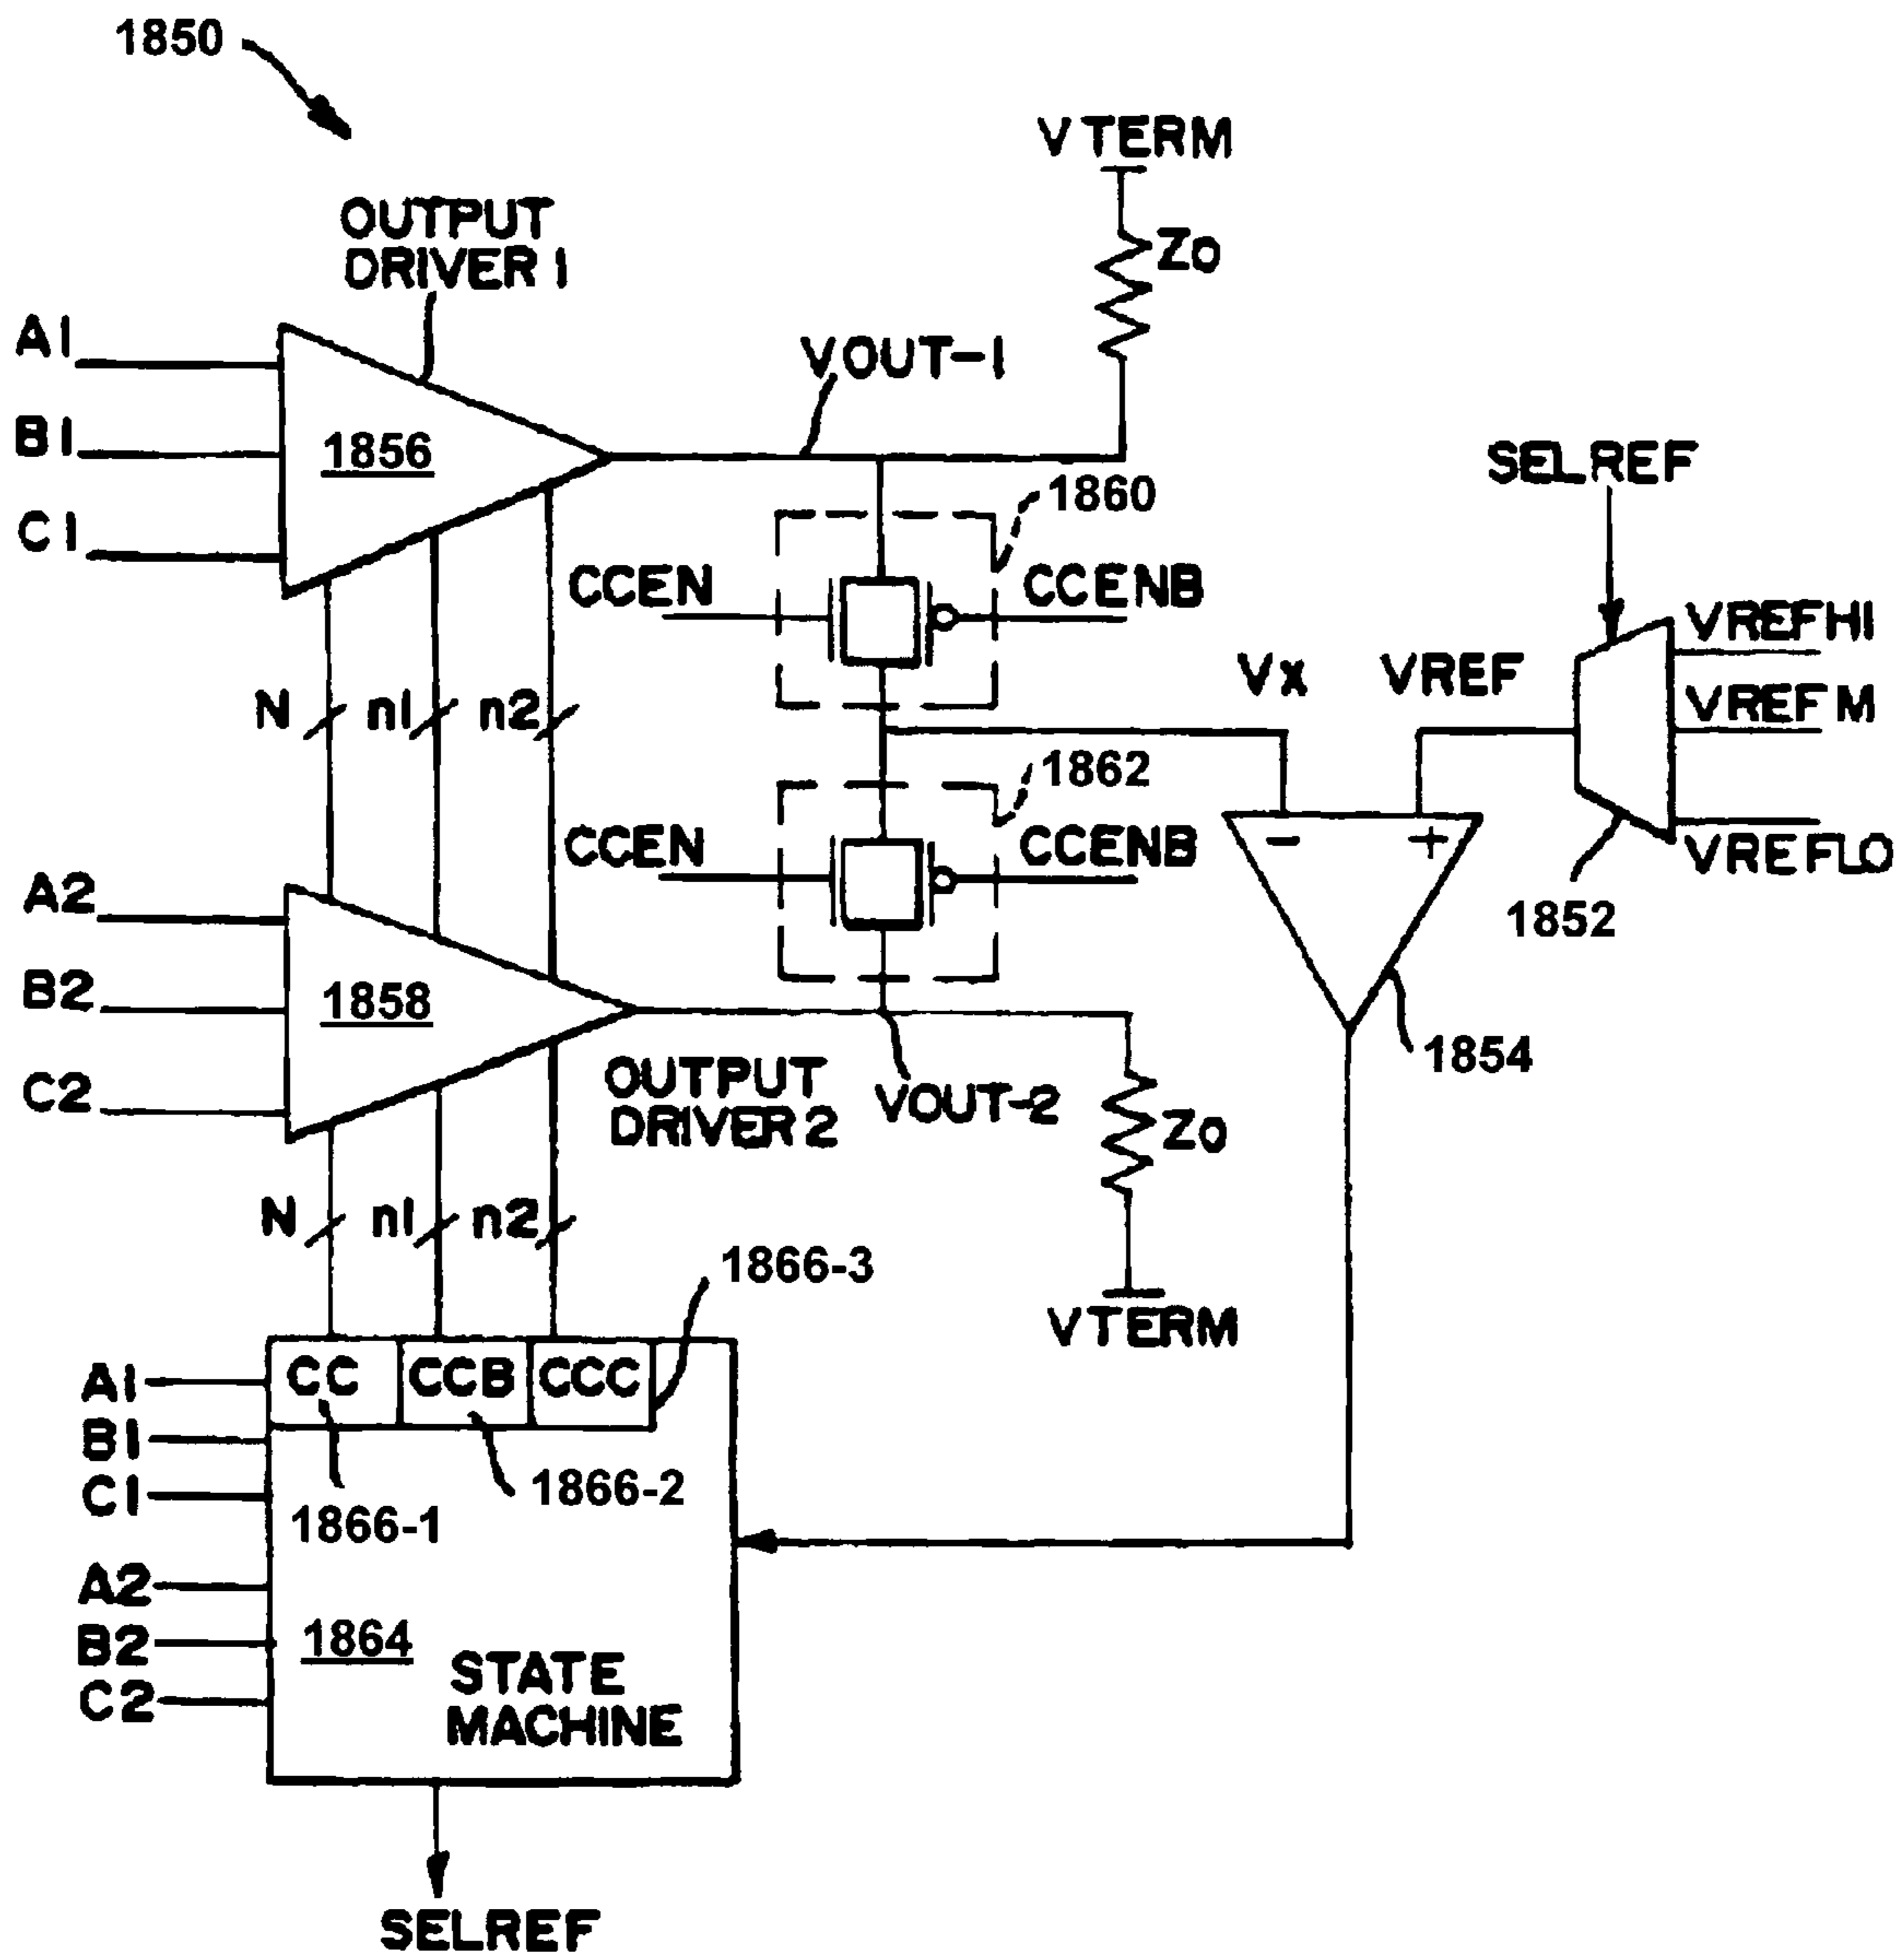 1850
VTERM
OUTPUT
DRIVER 1
Zo
A1
VOUT-1
B1
1856
SELREF
1860
C1
CCEN
CCENB
VREFHI
Vx
VREF
N
n1
n2
VREFM
1862
CCEN
CCENB
-
+
VREFLO
A2
1852
B2
1858
1854
OUTPUT
DRIVER 2
VOUT-2
C2
Zo
N
n1
n2
1866-3
VTERM
A1
CC
CCB
CCC
B1
C1
1866-2
1866-1
A2
B2
1864
C2
STATE
MACHINE
SELREF